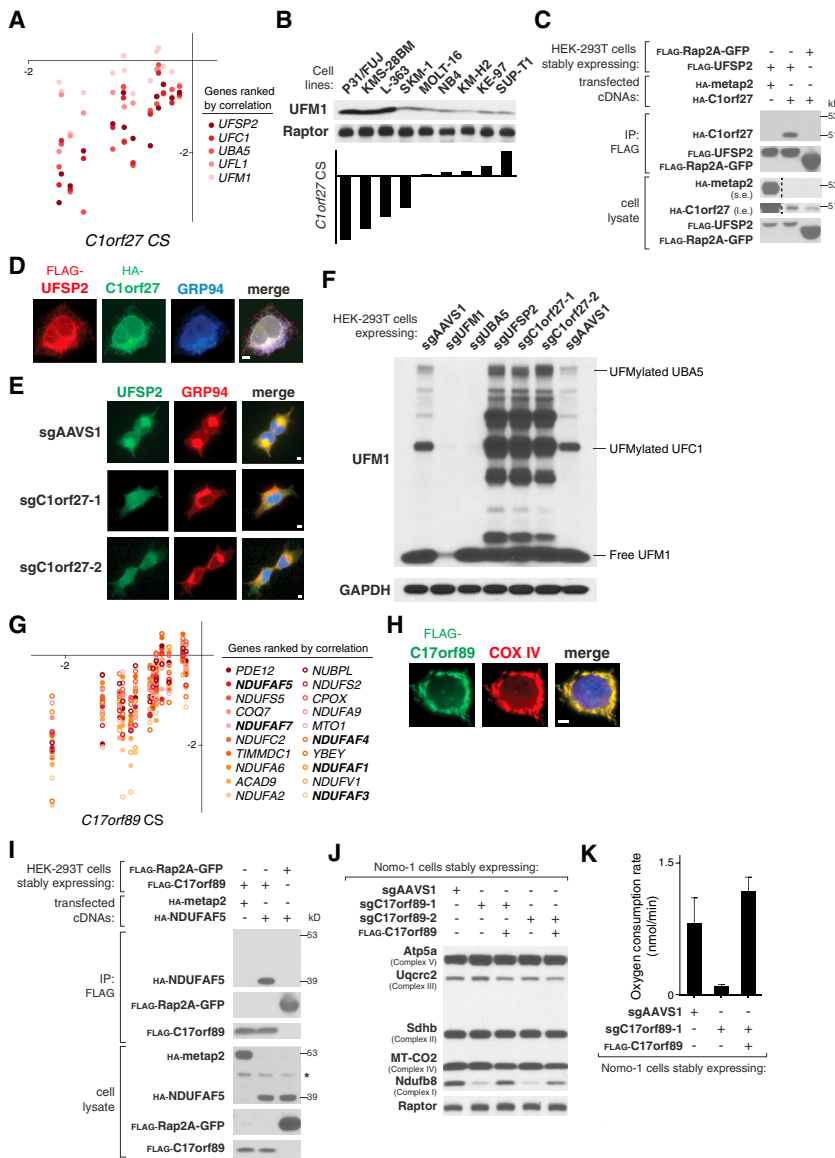 A
-2
-2
C1orf27 CS
Genes ranked
by correlation
UFSP2
UFC1
UBA5
UFL1
UFM1
B
Cell
lines:
P31/FUJ
KMS-28BM
L-363
SKM-1
MOLT-16
NB4
KM-H2
KE-97
SUP-T1
UFM1
Raptor
C1orf27 CS
C
HEK-293T cells
stably expressing:
FLAG-Rap2A-GFP - - +
FLAG-UFSP2 + + -
transfected
cDNAs:
HA-metap2 + - -
HA-C1orf27 - + +
IP:
FLAG
HA-C1orf27
FLAG-UFSP2
FLAG-Rap2A-GFP
cell
lysate
HA-metap2
(s.e.)
HA-C1orf27 (l.e.)
FLAG-UFSP2
FLAG-Rap2A-GFP
53
51
53
51
D
FLAG-
UFSP2
HA-
C1orf27
GRP94
merge
E
UFSP2
GRP94
merge
sgAAVS1
sgC1orf27-1
sgC1orf27-2
F
HEK-293T cells
expressing:
sgAAVS1
sgUFM1
sgUBA5
sgUFSP2
sgC1orf27-1
sgC1orf27-2
sgAAVS1
UFM1
UFMylated UBA5
UFMylated UFC1
Free UFM1
GAPDH
G
-2
-2
C17orf89 CS
Genes ranked by correlation
PDE12
NDUFAF5
NDUFS5
COQ7
NDUFAF7
NDUFC2
TIMMDC1
NDUFA6
ACAD9
NDUFA2
NUBPL
NDUFS2
CPOX
NDUFA9
MTO1
NDUFAF4
YBEY
NDUFAF1
NDUFV1
NDUFAF3
H
FLAG-
C17orf89
COX IV
merge
I
HEK-293T cells
stably expressing:
FLAG-Rap2A-GFP - - +
FLAG-C17orf89 + + -
transfected
cDNAs:
HA-metap2 + - -
HA-NDUFAF5 - + +
kD
IP:
FLAG
53
HA-NDUFAF5
39
FLAG-Rap2A-GFP
FLAG-C17orf89
cell
lysate
HA-metap2
53
*
HA-NDUFAF5
39
FLAG-Rap2A-GFP
FLAG-C17orf89
J
Nomo-1 cells stably expressing:
sgAAVS1 + - - - -
sgC17orf89-1 - + + - -
sgC17orf89-2 - - - + +
FLAG-C17orf89 - - + - +
Atp5a
(Complex V)
Uqcrc2
(Complex III)
Sdhb
(Complex II)
MT-CO2
(Complex IV)
Ndufb8
(Complex I)
Raptor
K
Oxygen consumption rate
(nmol/min)
1.5
0
sgAAVS1 + - -
sgC17orf89-1 - + +
FLAG-C17orf89 - - +
Nomo-1 cells stably expressing: